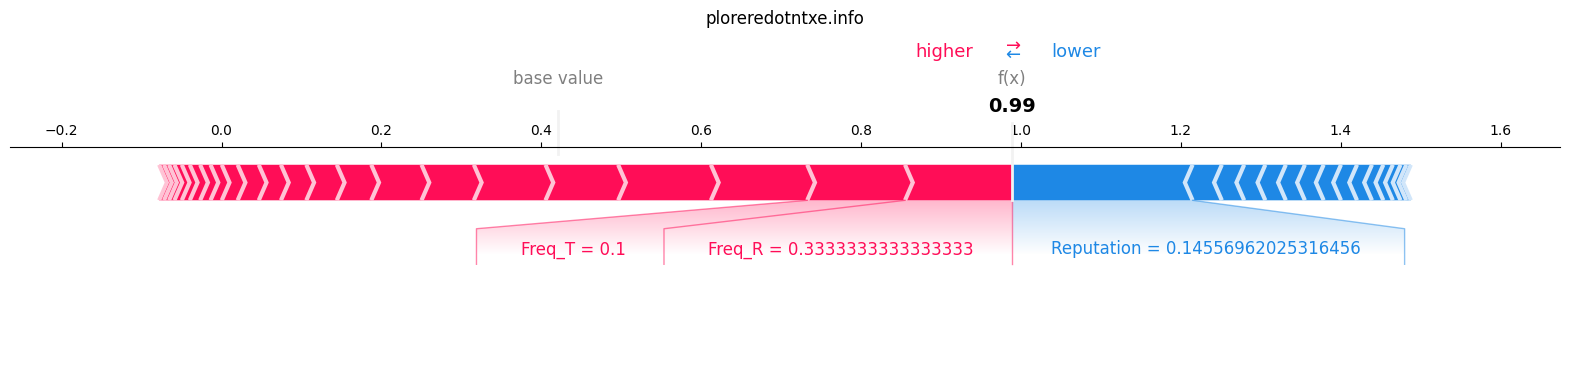 ploreredotntxe.info
higher → ← lower
base value f(x)
0.99
−0.2 0.0 0.2 0.4 0.6 0.8 1.0 1.2 1.4 1.6
Freq_T = 0.1 Freq_R = 0.3333333333333333 Reputation = 0.14556962025316456